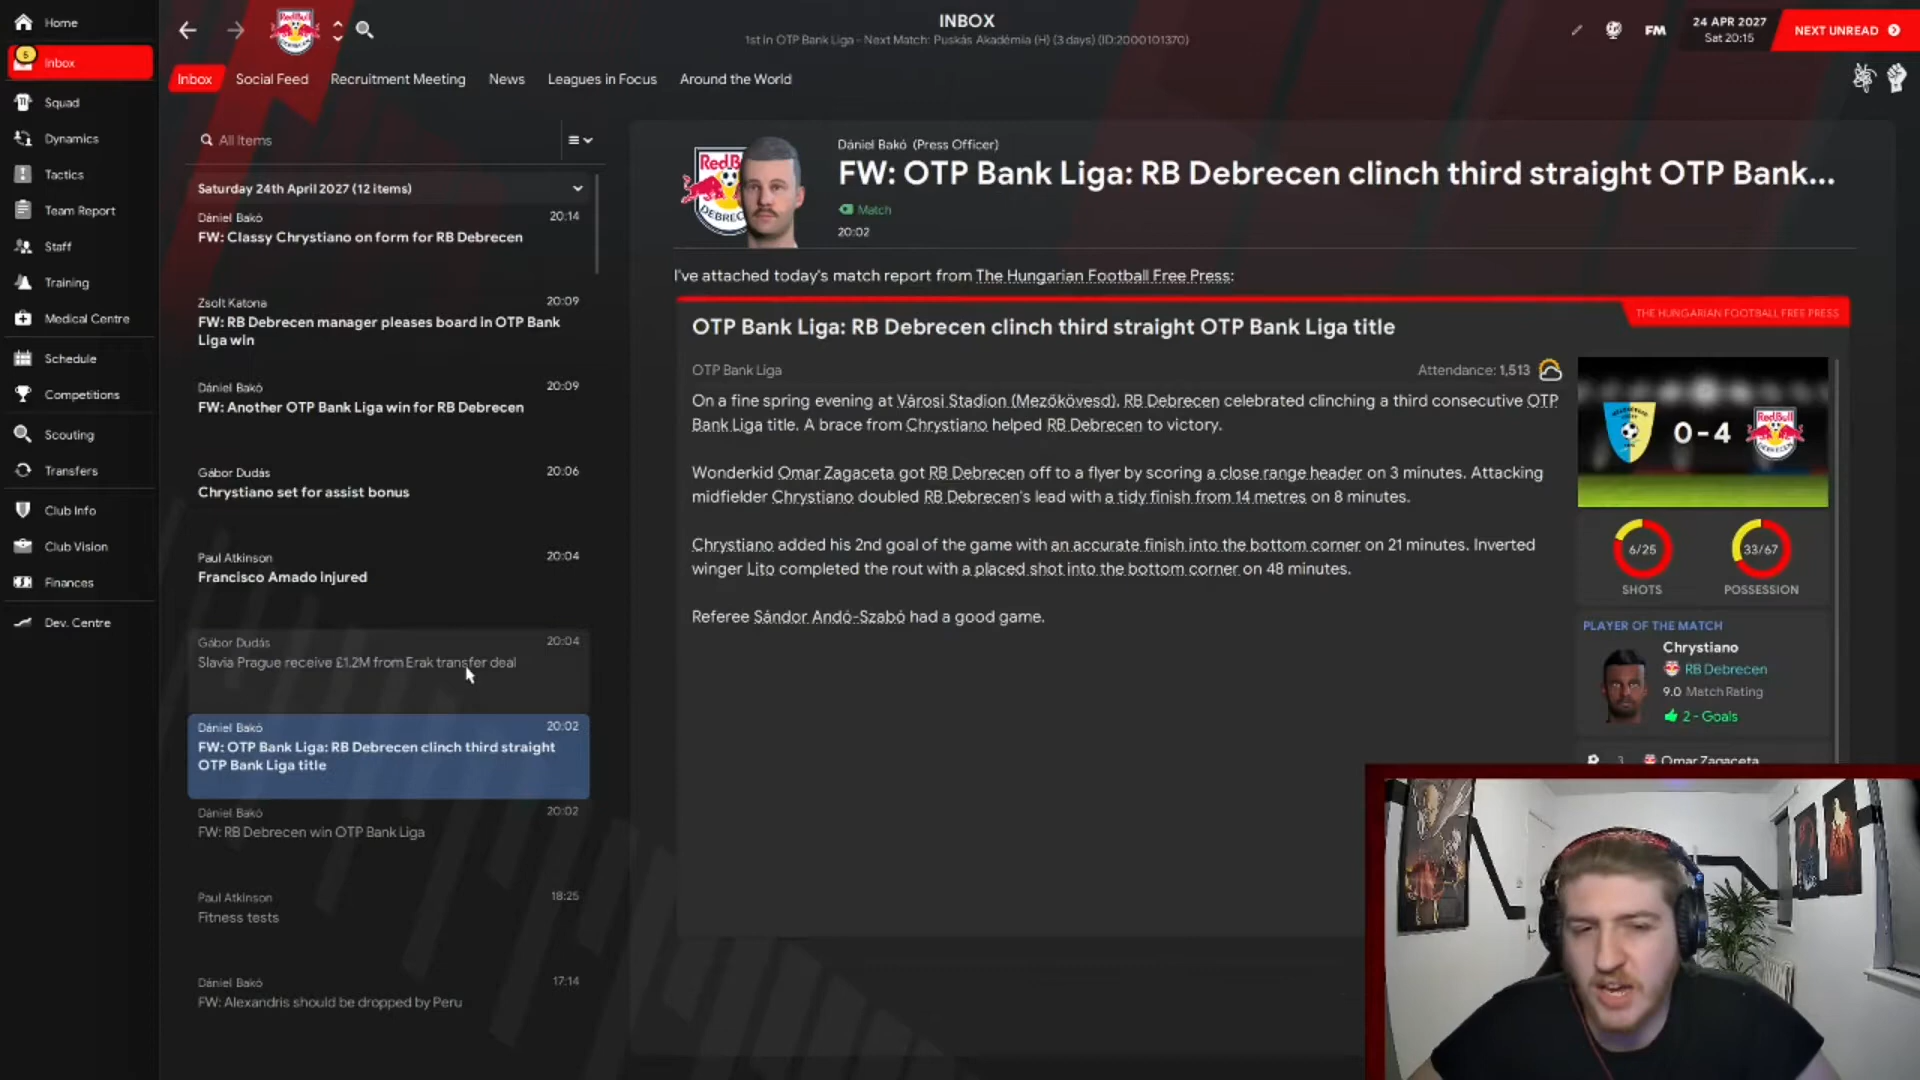 Home
5
Inbox
Squad
Dynamics
Tactics
Team Report
Staff
Training
Medical Centre
Schedule
Competitions
Scouting
Transfers
Club Info
Club Vision
Finances
Dev. Centre
INBOX
1st in OTP Bank Liga - Next Match: Puskás Akadémia (H) (3 days) (ID:2000101370)
FM
24 APR 2027
Sat 20:15
NEXT UNREAD
Inbox
Social Feed
Recruitment Meeting
News
Leagues in Focus
Around the World
All Items
Saturday 24th April 2027 (12 items)
Dániel Bakó 20:14
FW: Classy Chrystiano on form for RB Debrecen
Zsolt Katona 20:09
FW: RB Debrecen manager pleases board in OTP Bank
Liga win
Dániel Bakó 20:09
FW: Another OTP Bank Liga win for RB Debrecen
Gábor Dudás 20:06
Chrystiano set for assist bonus
Paul Atkinson 20:04
Francisco Amado injured
Gábor Dudás 20:04
Slavia Prague receive £1.2M from Erak transfer deal
Dániel Bakó 20:02
FW: OTP Bank Liga: RB Debrecen clinch third straight
OTP Bank Liga title
Dániel Bakó 20:02
FW: RB Debrecen win OTP Bank Liga
Paul Atkinson 18:25
Fitness tests
Dániel Bakó 17:14
FW: Alexandris should be dropped by Peru
Dániel Bakó (Press Officer)
FW: OTP Bank Liga: RB Debrecen clinch third straight OTP Bank...
Match
20:02
I've attached today's match report from The Hungarian Football Free Press:
THE HUNGARIAN FOOTBALL FREE PRESS
OTP Bank Liga: RB Debrecen clinch third straight OTP Bank Liga title
OTP Bank Liga
Attendance: 1,513
On a fine spring evening at Városi Stadion (Mezőkövesd), RB Debrecen celebrated clinching a third consecutive OTP
Bank Liga title. A brace from Chrystiano helped RB Debrecen to victory.
Wonderkid Omar Zagaceta got RB Debrecen off to a flyer by scoring a close range header on 3 minutes. Attacking
midfielder Chrystiano doubled RB Debrecen's lead with a tidy finish from 14 metres on 8 minutes.
Chrystiano added his 2nd goal of the game with an accurate finish into the bottom corner on 21 minutes. Inverted
winger Lito completed the rout with a placed shot into the bottom corner on 48 minutes.
Referee Sándor Andó-Szabó had a good game.
0 - 4
RedBull
6/25
33/67
SHOTS
POSSESSION
PLAYER OF THE MATCH
Chrystiano
RB Debrecen
9.0 Match Rating
2 - Goals
3 Omar Zagaceta